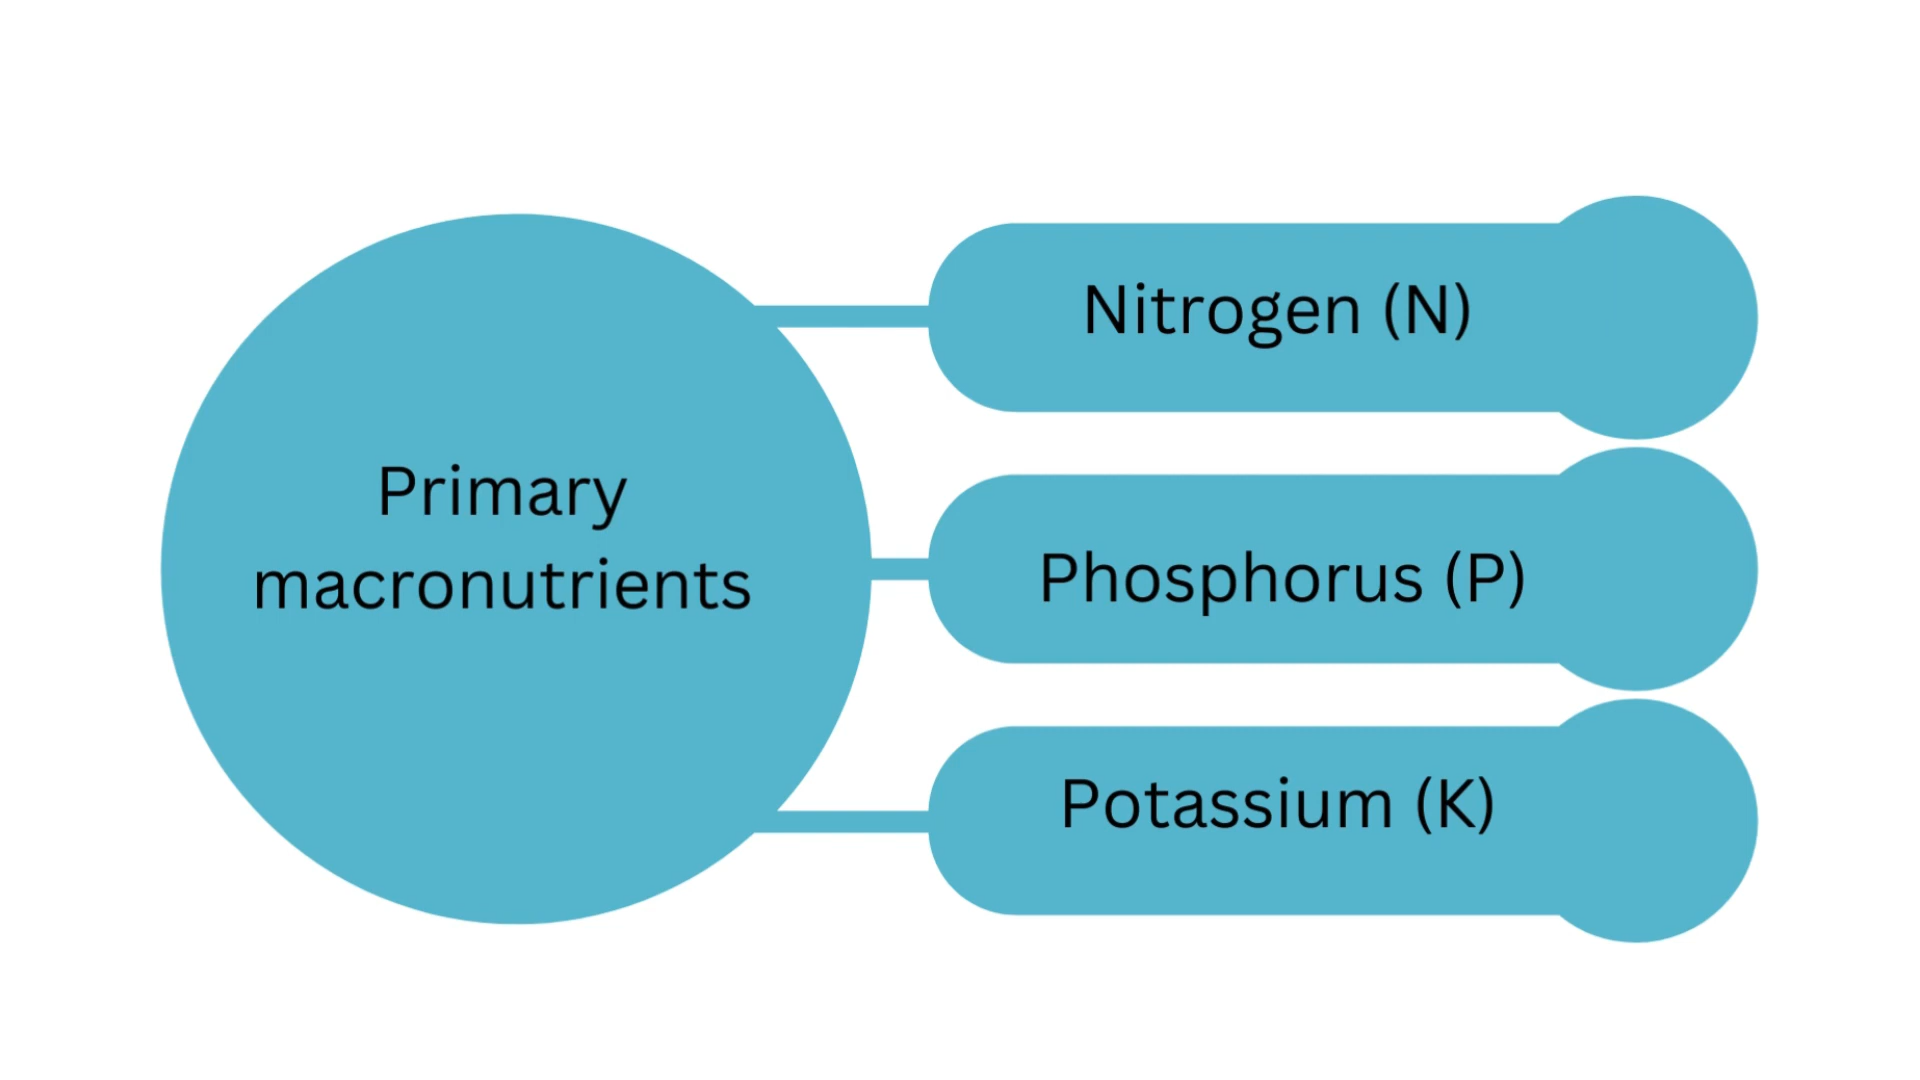 Primary
macronutrients
Nitrogen (N)
Phosphorus (P)
Potassium (K)